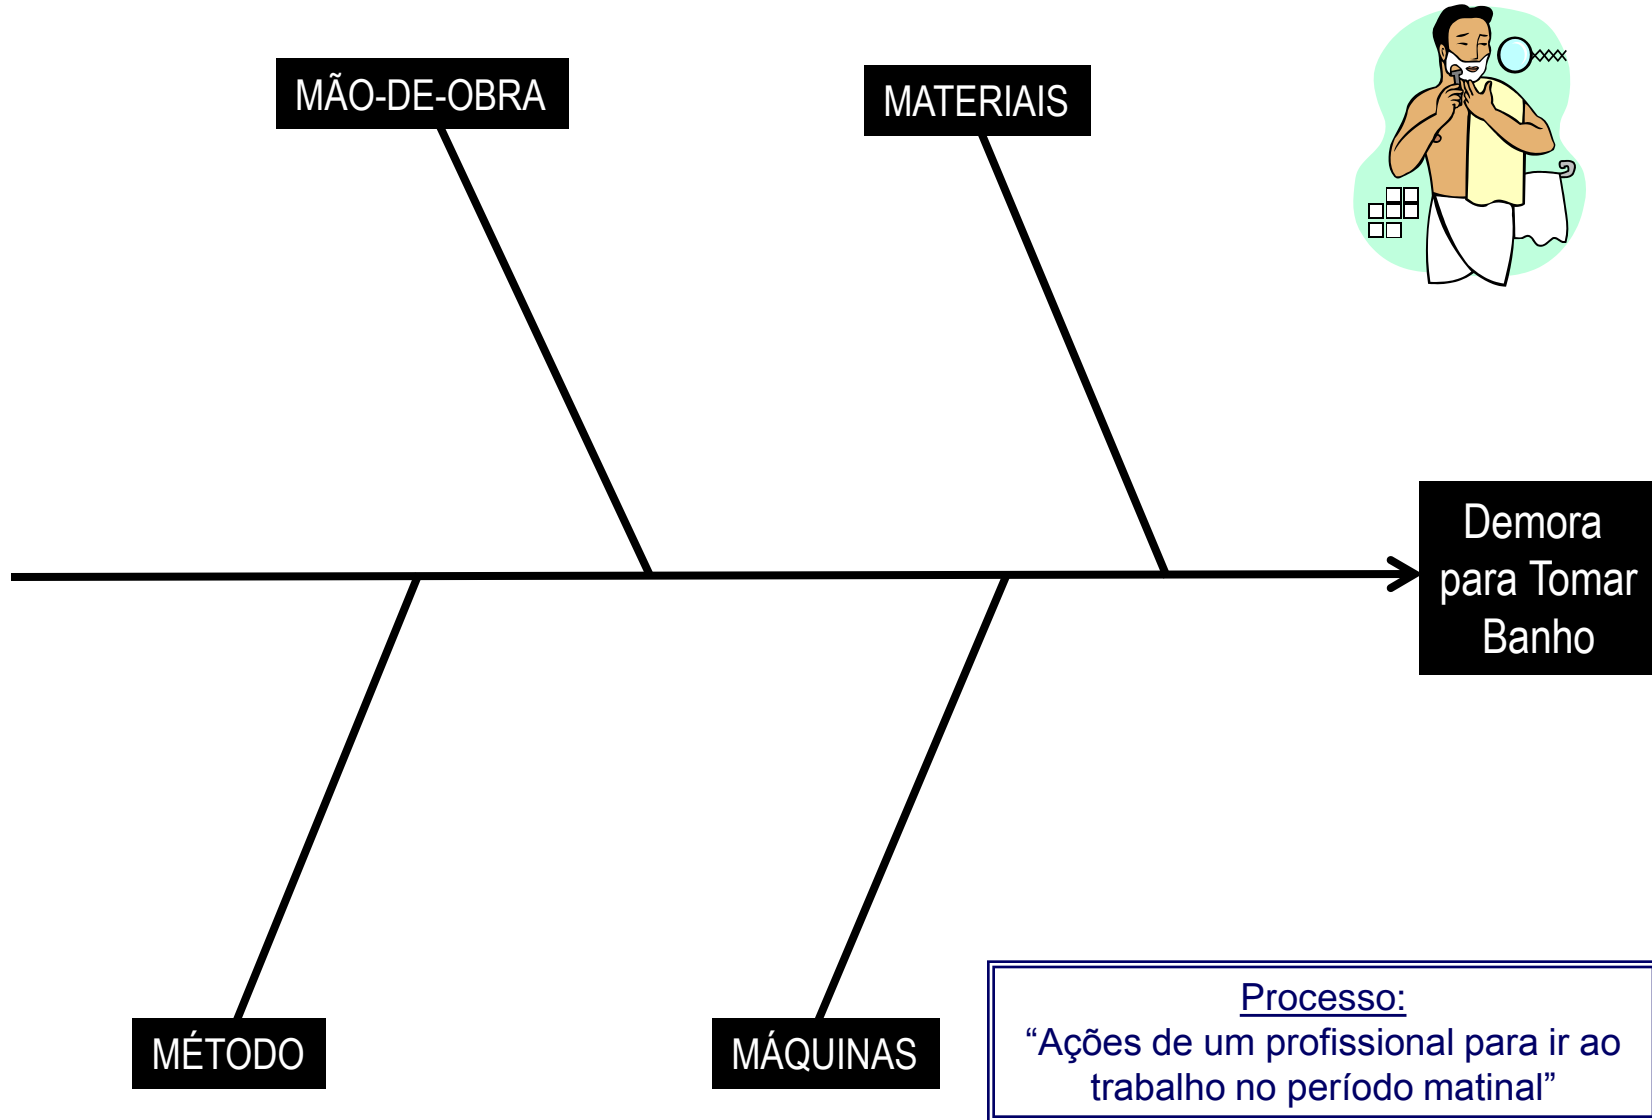 MÃO-DE-OBRA
MATERIAIS
Demora
para Tomar
Banho
MÉTODO
MÁQUINAS
Processo:
“Ações de um profissional para ir ao
trabalho no período matinal”